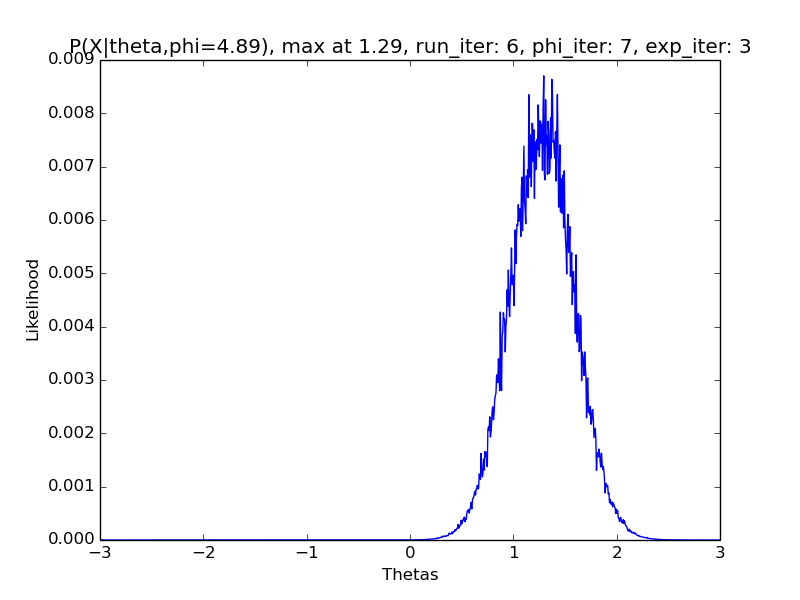 P(X|theta,phi=4.89), max at 1.29, run_iter: 6, phi_iter: 7, exp_iter: 3
0.009
0.008
0.007
0.006
0.005
0.004
0.003
0.002
0.001
0.000
Likelihood
−3 −2 −1 0 1 2 3
Thetas